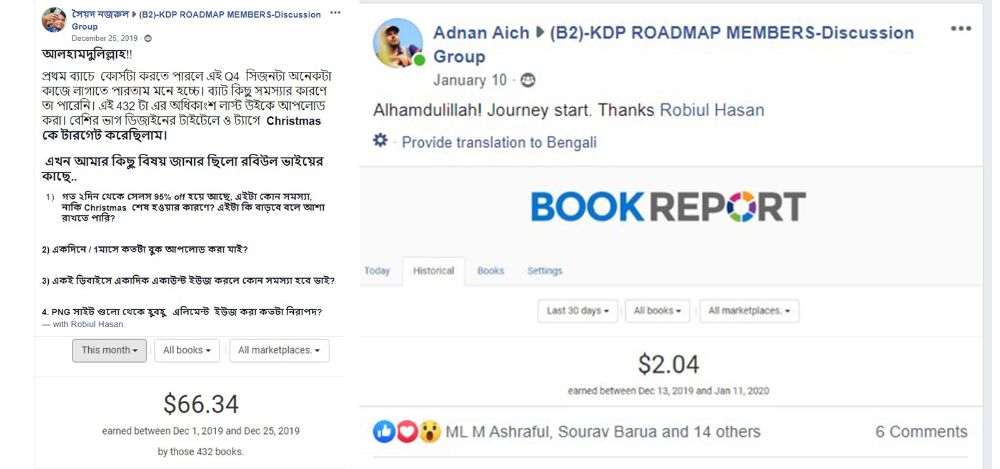 সৈয়দ নজরুল ▸ (B2)-KDP ROADMAP MEMBERS-Discussion
Group
December 25, 2019 ·
আলহামদুলিল্লাহ!!
প্রথম ব্যাচে কোর্সটা করতে পারলে এই Q4 সিজনটা অনেকটা
কাজে লাগাতে পারতাম মনে হচ্ছে। ব্যাট কিছু সমস্যার কারণে
তা পারেনি। এই 432 টা এর অধিকাংশ লাস্ট উইকে আপলোড
করা। বেশির ভাগ ডিজাইনের টাইটেলে ও ট্যাগে Christmas
কে টারগেট করেছিলাম।
এখন আমার কিছু বিষয় জানার ছিলো রবিউল ভাইয়ের
কাছে..
1) গত ২দিন থেকে সেলস 95% off হয়ে আছে, এইটা কোন সমস্যা,
নাকি Christmas শেষ হওয়ার কারণে? এইটা কি বাড়বে বলে আশা
রাখতে পারি?
2) একদিনে / 1মাসে কতটা বুক আপলোড করা যাই?
3) একই ডিবাইসে একাদিক একাউন্ট ইউজ করলে কোন সমস্যা হবে ভাই?
4. PNG সাইট গুলো থেকে হুবহু এলিমেন্ট ইউজ করা কতটা নিরাপদ?
— with Robiul Hasan.
This month All books All marketplaces.
$66.34
earned between Dec 1, 2019 and Dec 25, 2019
by those 432 books.
Adnan Aich ▸ (B2)-KDP ROADMAP MEMBERS-Discussion
Group
January 10 ·
Alhamdulillah! Journey start. Thanks Robiul Hasan
· Provide translation to Bengali
BOOK REPORT
Today Historical Books Settings
Last 30 days All books All marketplaces.
$2.04
earned between Dec 13, 2019 and Jan 11, 2020
ML M Ashraful, Sourav Barua and 14 others 6 Comments